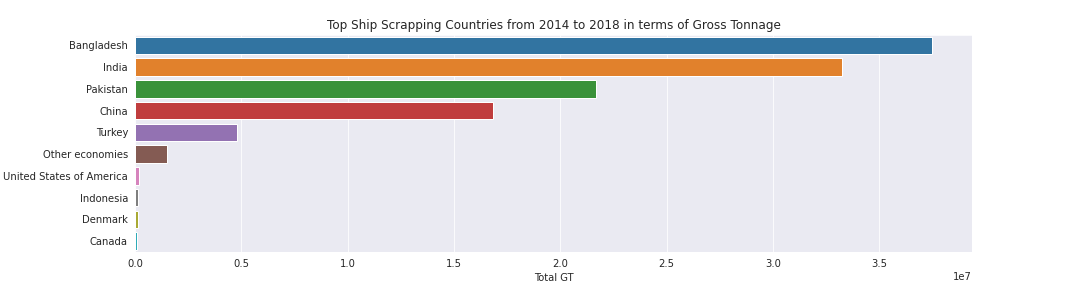 Top Ship Scrapping Countries from 2014 to 2018 in terms of Gross Tonnage
Bangladesh
India
Pakistan
China
Turkey
Other economies
United States of America
Indonesia
Denmark
Canada
0.0 0.5 1.0 1.5 2.0 2.5 3.0 3.5
Total GT
1e7